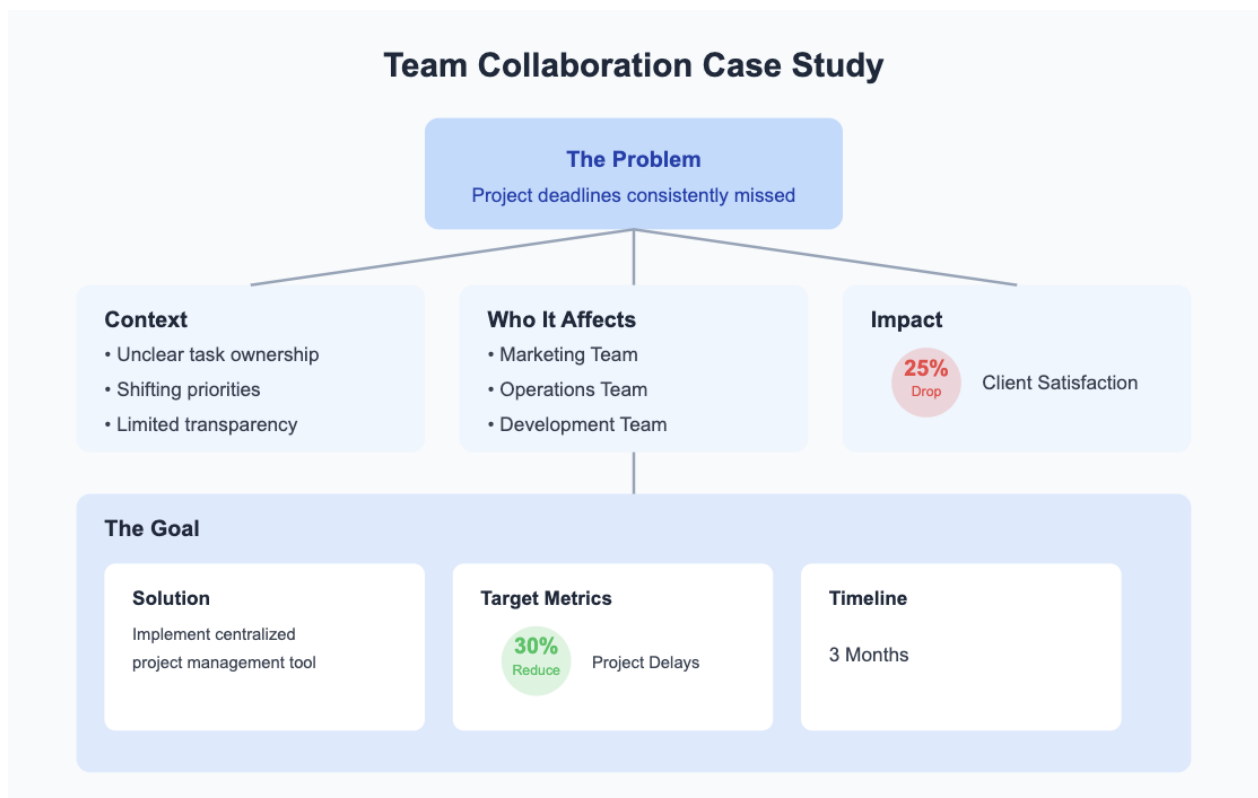 Team Collaboration Case Study
The Problem
Project deadlines consistently missed
Context
• Unclear task ownership
• Shifting priorities
• Limited transparency
Who It Affects
• Marketing Team
• Operations Team
• Development Team
Impact
25%
Drop
Client Satisfaction
The Goal
Solution
Implement centralized
project management tool
Target Metrics
30%
Reduce
Project Delays
Timeline
3 Months